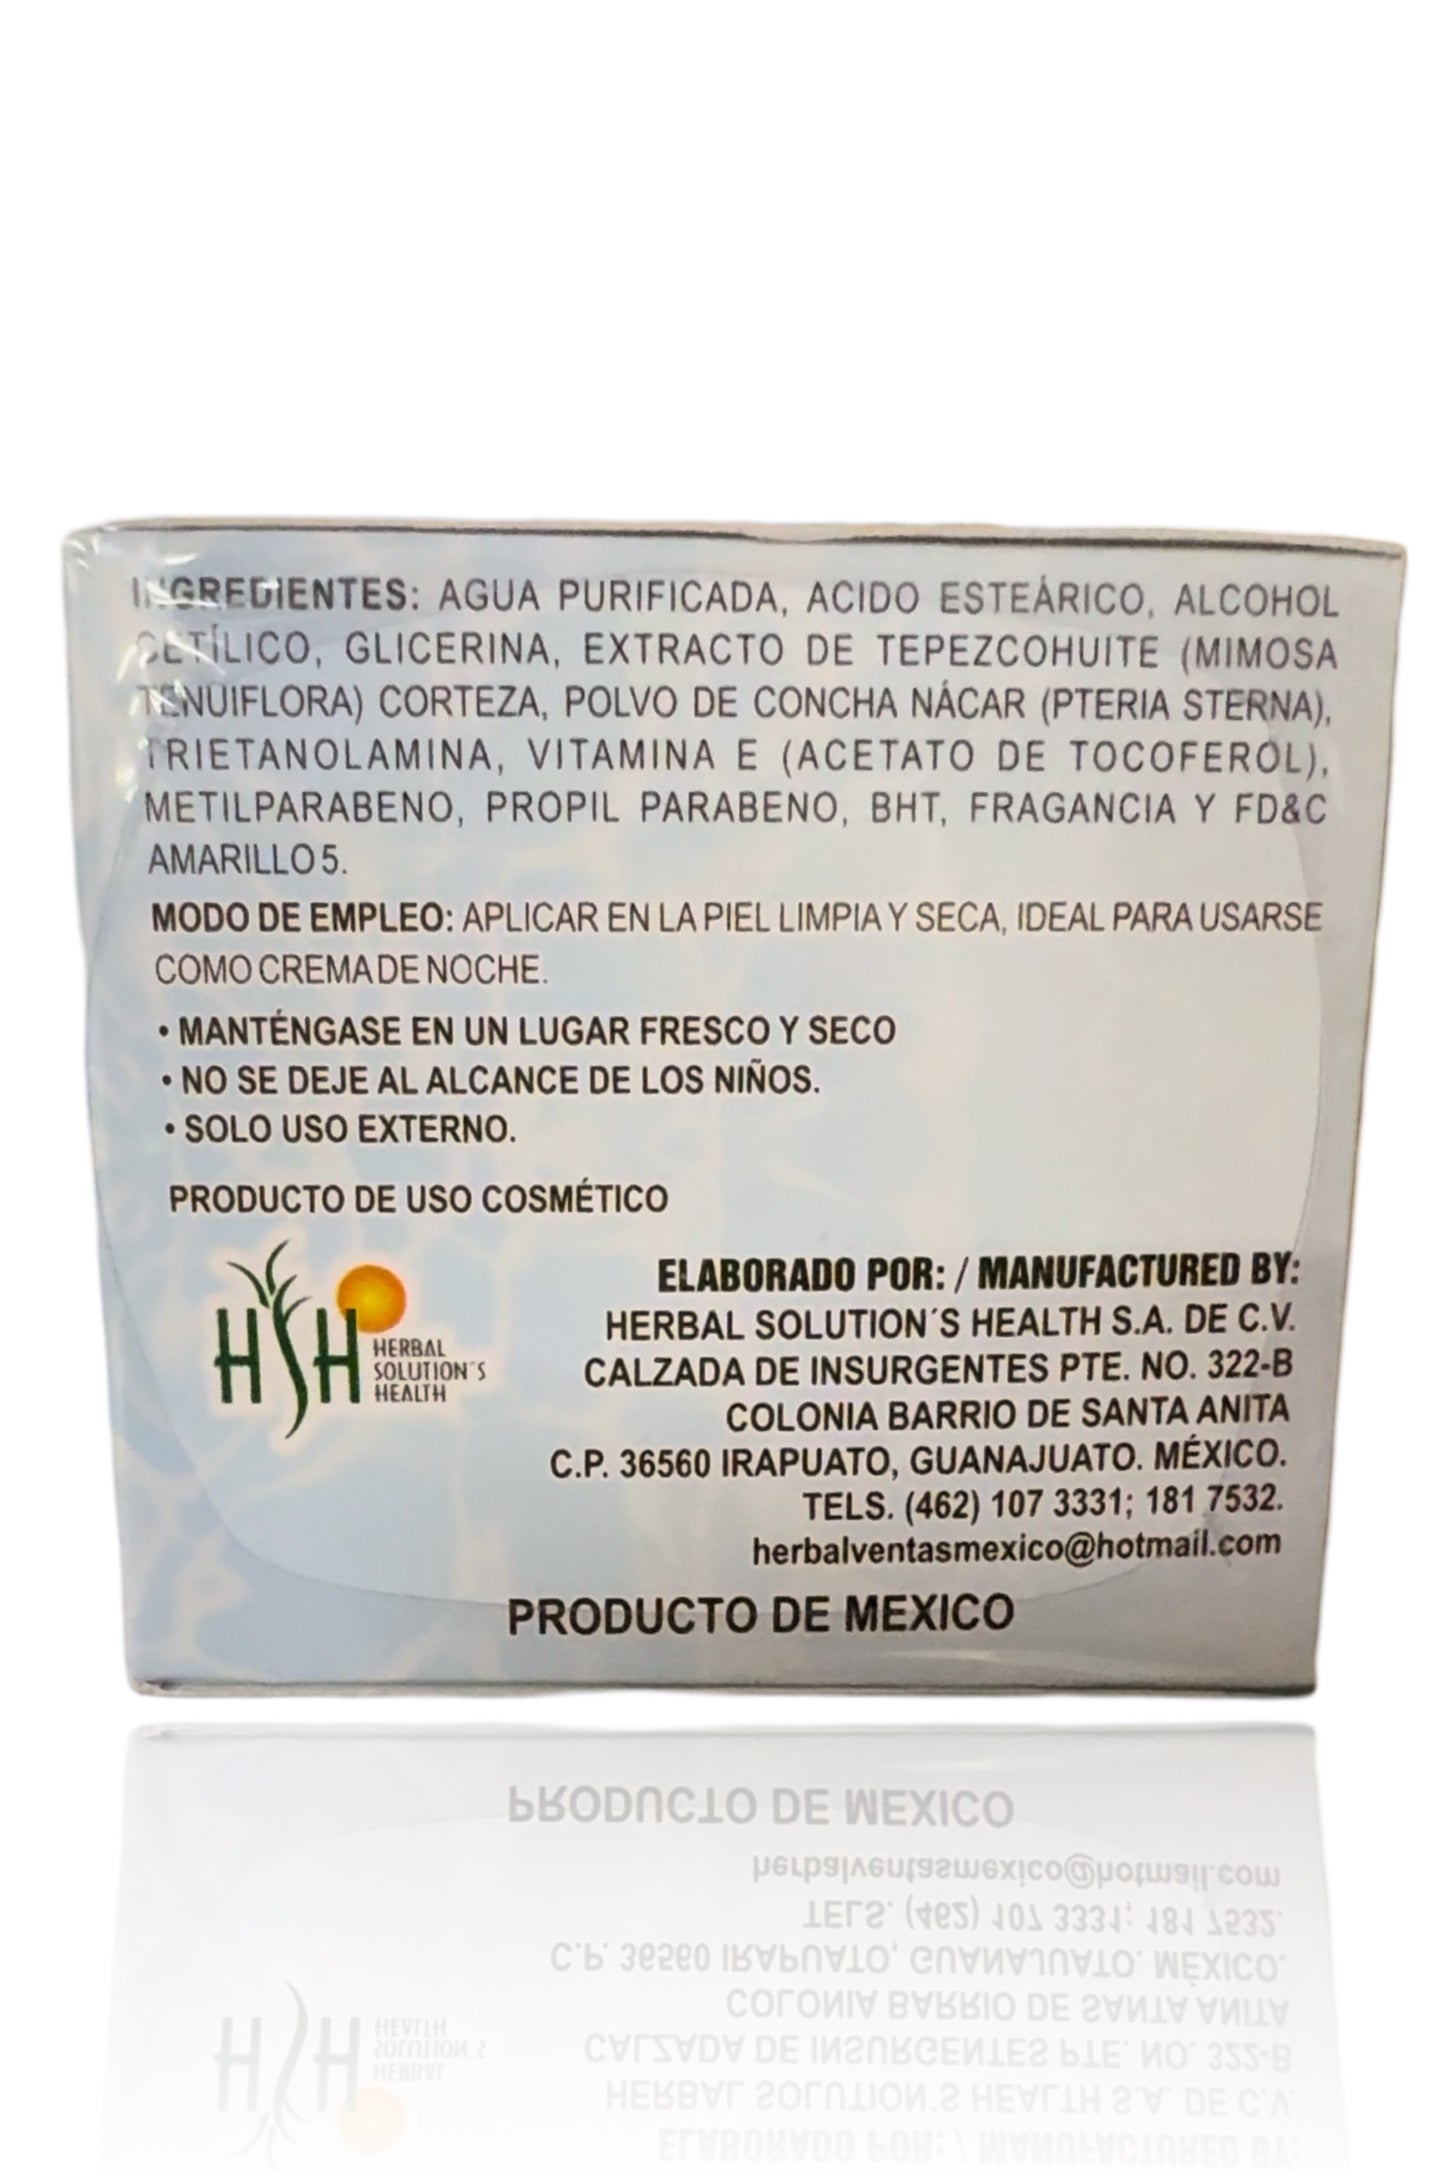 INGREDIENTES: AGUA PURIFICADA, ACIDO ESTEÁRICO, ALCOHOL
CETÍLICO, GLICERINA, EXTRACTO DE TEPEZCOHUITE (MIMOSA
TENUIFLORA) CORTEZA, POLVO DE CONCHA NÁCAR (PTERIA STERNA),
TRIETANOLAMINA, VITAMINA E (ACETATO DE TOCOFEROL),
METILPARABENO, PROPIL PARABENO, BHT, FRAGANCIA Y FD&C
AMARILLO 5.
MODO DE EMPLEO: APLICAR EN LA PIEL LIMPIA Y SECA, IDEAL PARA USARSE
COMO CREMA DE NOCHE.
• MANTÉNGASE EN UN LUGAR FRESCO Y SECO
• NO SE DEJE AL ALCANCE DE LOS NIÑOS.
• SOLO USO EXTERNO.
PRODUCTO DE USO COSMÉTICO
HSH
HERBAL
SOLUTION´S
HEALTH
ELABORADO POR: / MANUFACTURED BY:
HERBAL SOLUTION´S HEALTH S.A. DE C.V.
CALZADA DE INSURGENTES PTE. NO. 322-B
COLONIA BARRIO DE SANTA ANITA
C.P. 36560 IRAPUATO, GUANAJUATO. MÉXICO.
TELS. (462) 107 3331; 181 7532.
herbalventasmexico@hotmail.com
PRODUCTO DE MEXICO